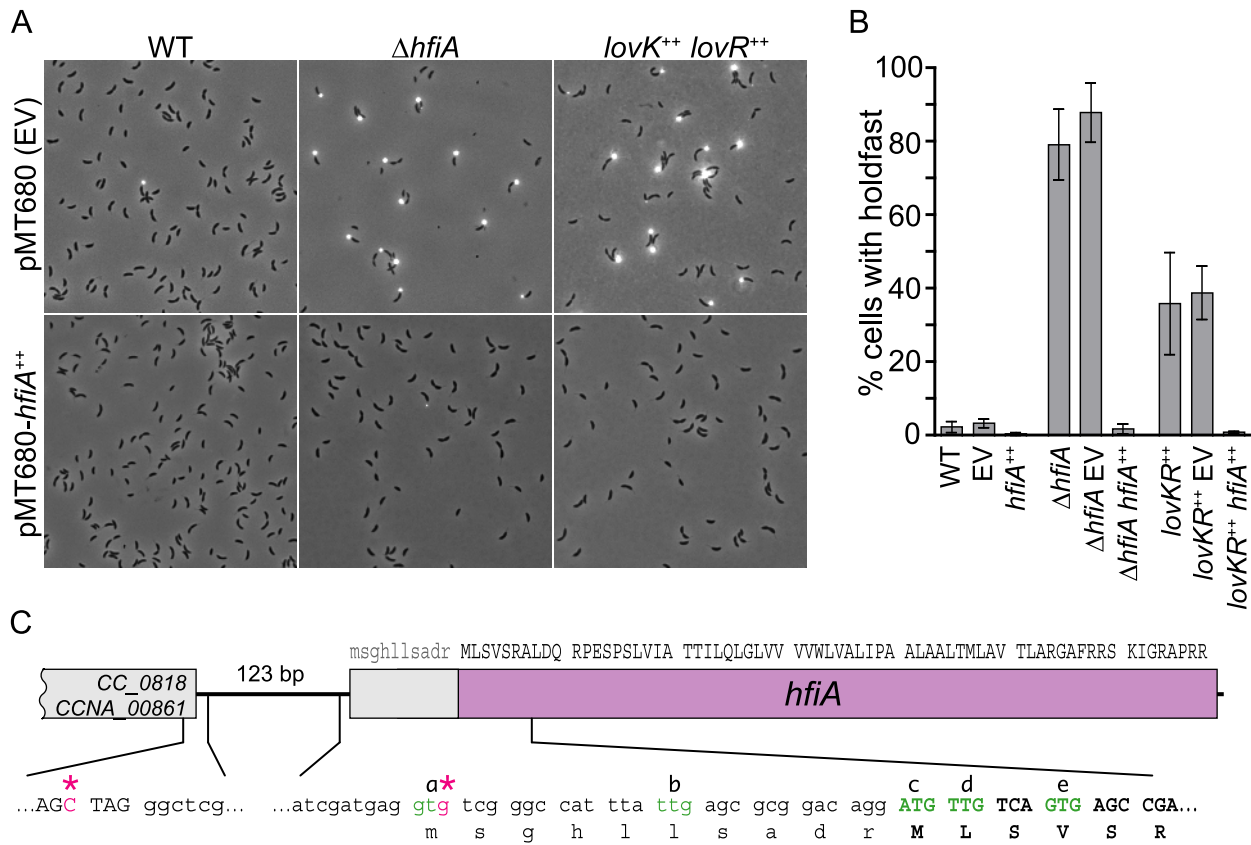 A
WT
ΔhfiA
lovK++ lovR++
pMT680 (EV)
pMT680-hfiA++
B
% cells with holdfast
100
80
60
40
20
0
WT
EV
hfiA++
ΔhfiA
ΔhfiA EV
ΔhfiA hfiA++
lovKR++
lovKR++ EV
lovKR++ hfiA++
C
msghllsadr MLSVSRALDQ RPESPSLVIA TTILQLGLVV VVWLVALIPA ALAALTMLAV TLARGAFRRS KIGRAPRR
CC_0818
CCNA_00861
123 bp
hfiA
* a* b c d e
...AGC TAG ggctcg... ...atcgatgag gtg tcg ggc cat tta ttg agc gcg gac agg ATG TTG TCA GTG AGC CGA...
m s g h l l s a d r M L S V S R